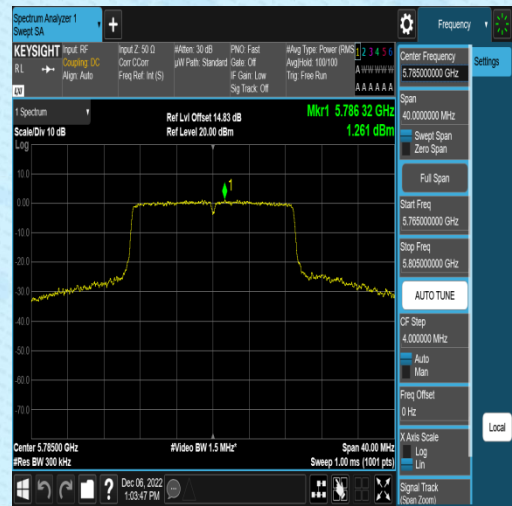 Spectrum Analyzer 1
Swept SA
+
Frequency
KEYSIGHT
RL
LXI
Input: RF
Coupling: DC
Align: Auto
Input Z: 50 Ω
Corr CCorr
Freq Ref: Int (S)
#Atten: 30 dB
µW Path: Standard
PNO: Fast
Gate: Off
IF Gain: Low
Sig Track: Off
#Avg Type: Power (RMS
Avg|Hold: 100/100
Trig: Free Run
1 2 3 4 5 6
A W W W W W
A A A A A A
1 Spectrum
Scale/Div 10 dB
Log
Ref Lvl Offset 14.83 dB
Ref Level 20.00 dBm
Mkr1 5.786 32 GHz
1.261 dBm
1
10.0
0.00
-10.0
-20.0
-30.0
-40.0
-50.0
-60.0
-70.0
Center 5.78500 GHz
#Res BW 300 kHz
#Video BW 1.5 MHz*
Span 40.00 MHz
Sweep 1.00 ms (1001 pts)
Dec 06, 2022
1:03:47 PM
?
Center Frequency
5.785000000 GHz
Settings
Span
40.0000000 MHz
Swept Span
Zero Span
Full Span
Start Freq
5.765000000 GHz
Stop Freq
5.805000000 GHz
AUTO TUNE
CF Step
4.000000 MHz
Auto
Man
Freq Offset
0 Hz
X Axis Scale
Log
Lin
Local
Signal Track
(Span Zoom)